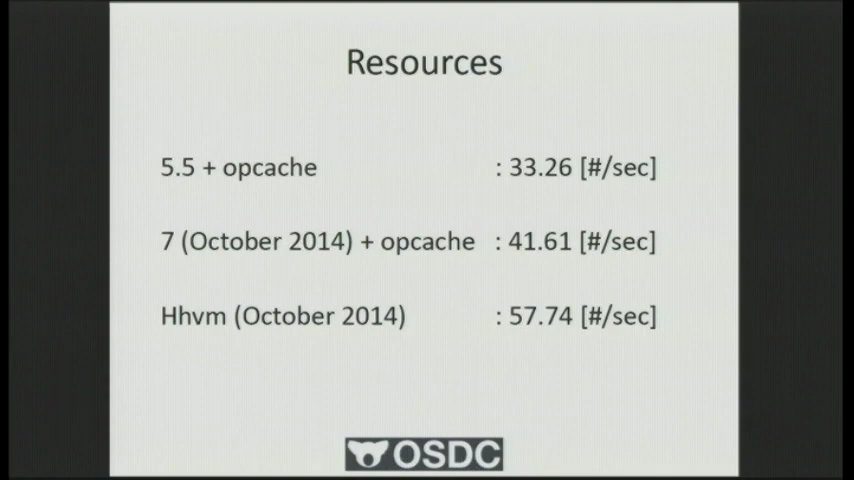 Resources
5.5 + opcache : 33.26 [#/sec]
7 (October 2014) + opcache : 41.61 [#/sec]
Hhvm (October 2014) : 57.74 [#/sec]
OSDC